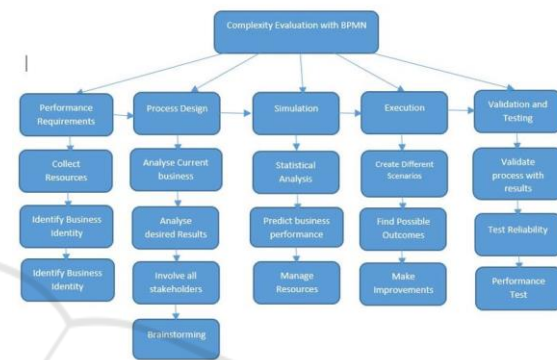 Complexity Evaluation with BPMN
Performance
Requirements
Process Design
Simulation
Execution
Validation and
Testing
Collect
Resources
Identify Business
Identity
Identify Business
Identity
Analyse Current
business
Analyse
desired Results
Involve all
stakeholders
Brainstorming
Statistical
Analysis
Predict business
performance
Manage
Resources
Create Different
Scenarios
Find Possible
Outcomes
Make
Improvements
Validate
process with
results
Test Reliability
Performance
Test